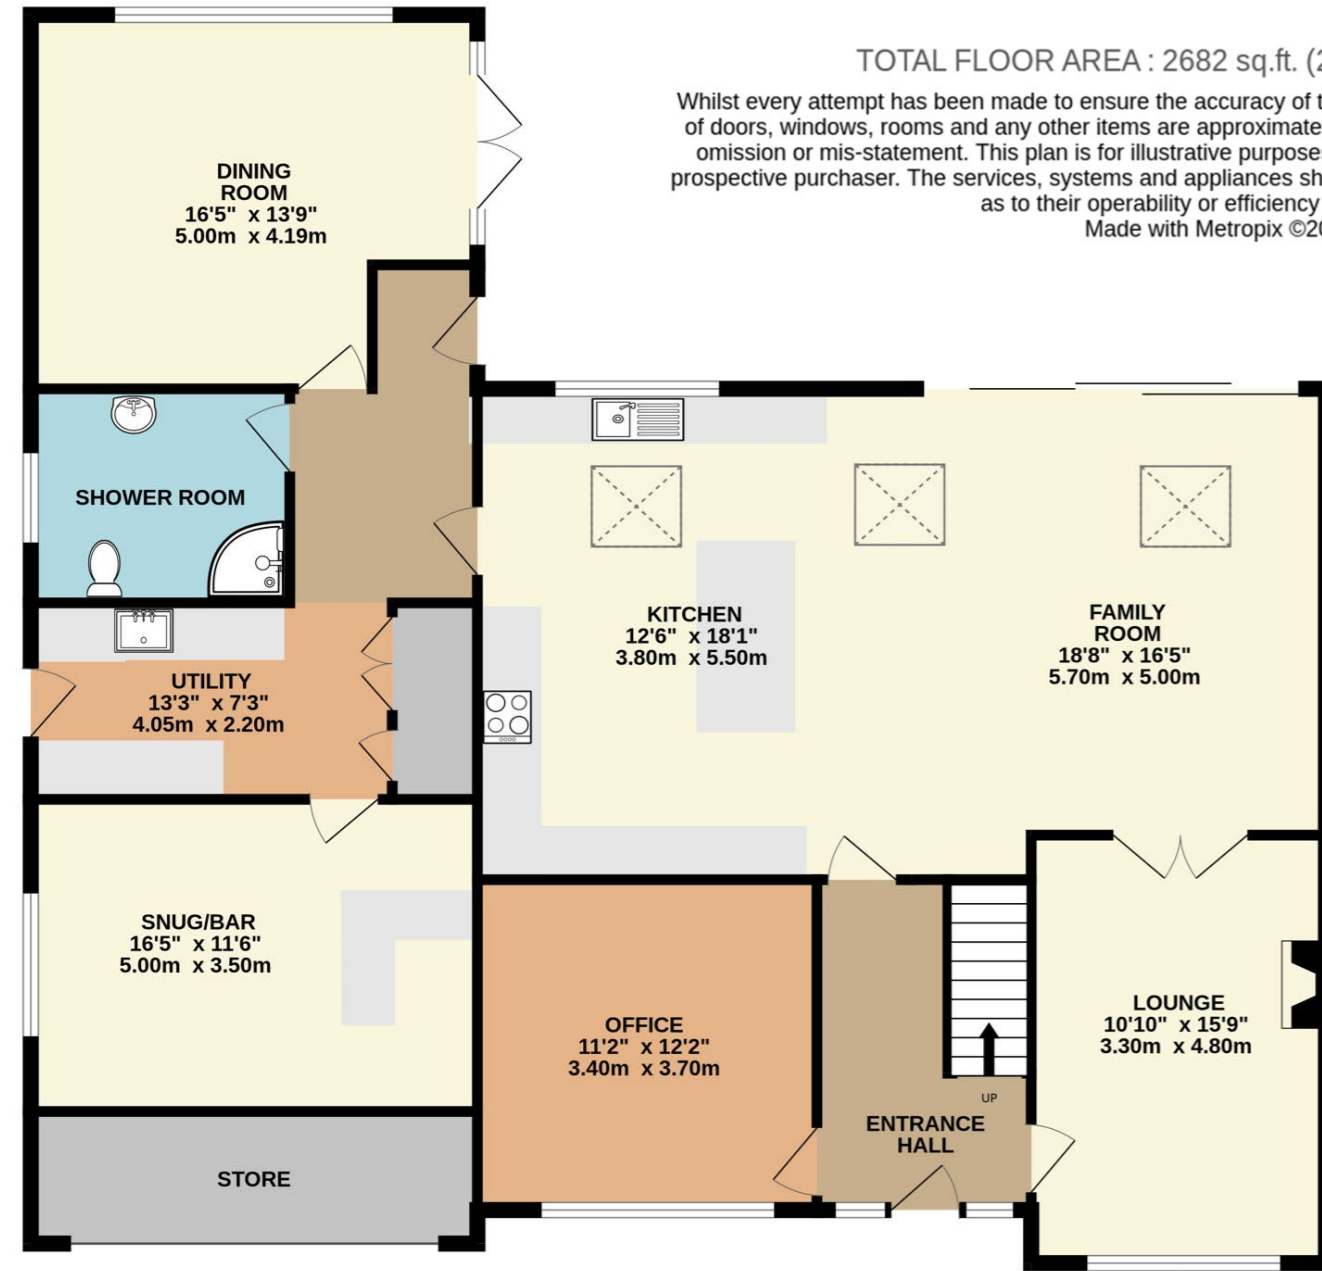 TOTAL FLOOR AREA : 2682 sq.ft. (2
Whilst every attempt has been made to ensure the accuracy of t
of doors, windows, rooms and any other items are approximate
omission or mis-statement. This plan is for illustrative purposes
prospective purchaser. The services, systems and appliances sh
as to their operability or efficiency
Made with Metropix ©20
DINING
ROOM
16'5" x 13'9"
5.00m x 4.19m
SHOWER ROOM
KITCHEN
12'6" x 18'1"
3.80m x 5.50m
FAMILY
ROOM
18'8" x 16'5"
5.70m x 5.00m
UTILITY
13'3" x 7'3"
4.05m x 2.20m
SNUG/BAR
16'5" x 11'6"
5.00m x 3.50m
OFFICE
11'2" x 12'2"
3.40m x 3.70m
LOUNGE
10'10" x 15'9"
3.30m x 4.80m
UP
ENTRANCE
HALL
STORE